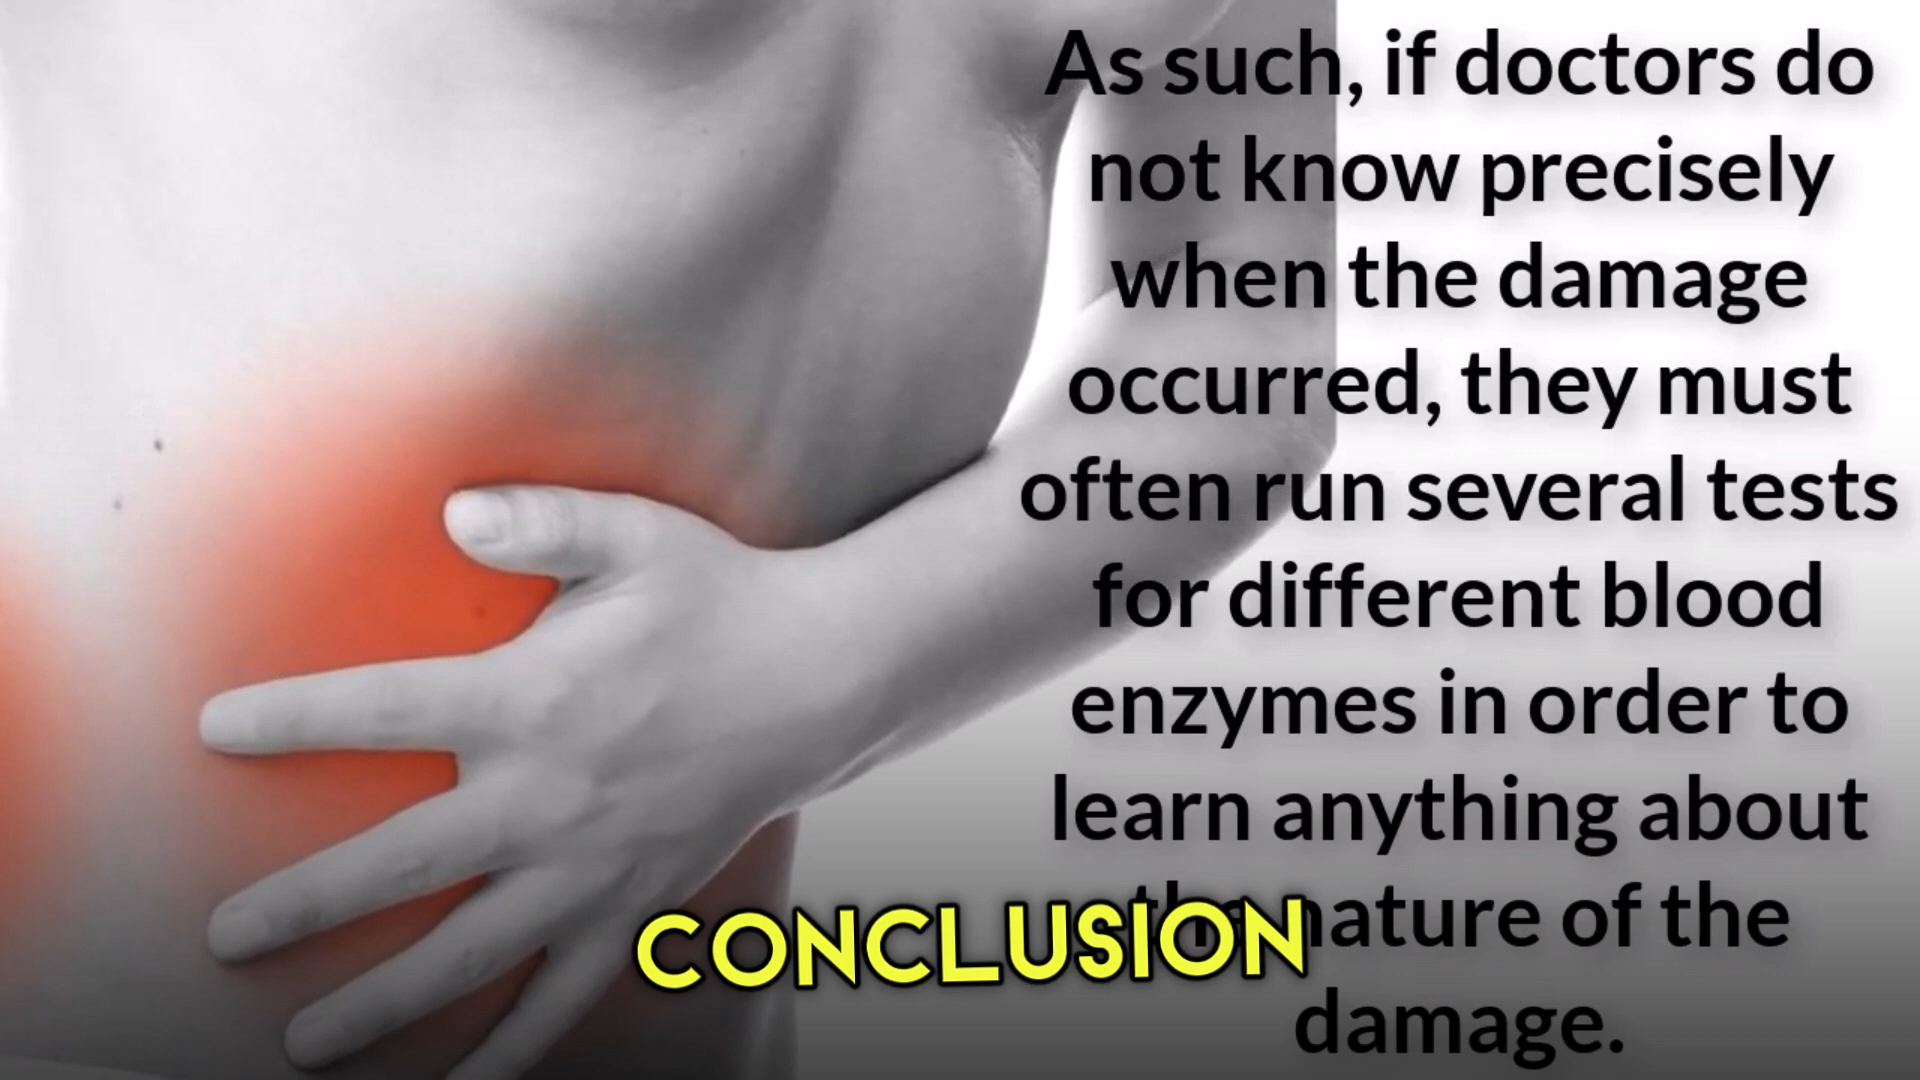 As such, if doctors do
not know precisely
when the damage
occurred, they must
often run several tests
for different blood
enzymes in order to
learn anything about
the nature of the
damage.
CONCLUSION